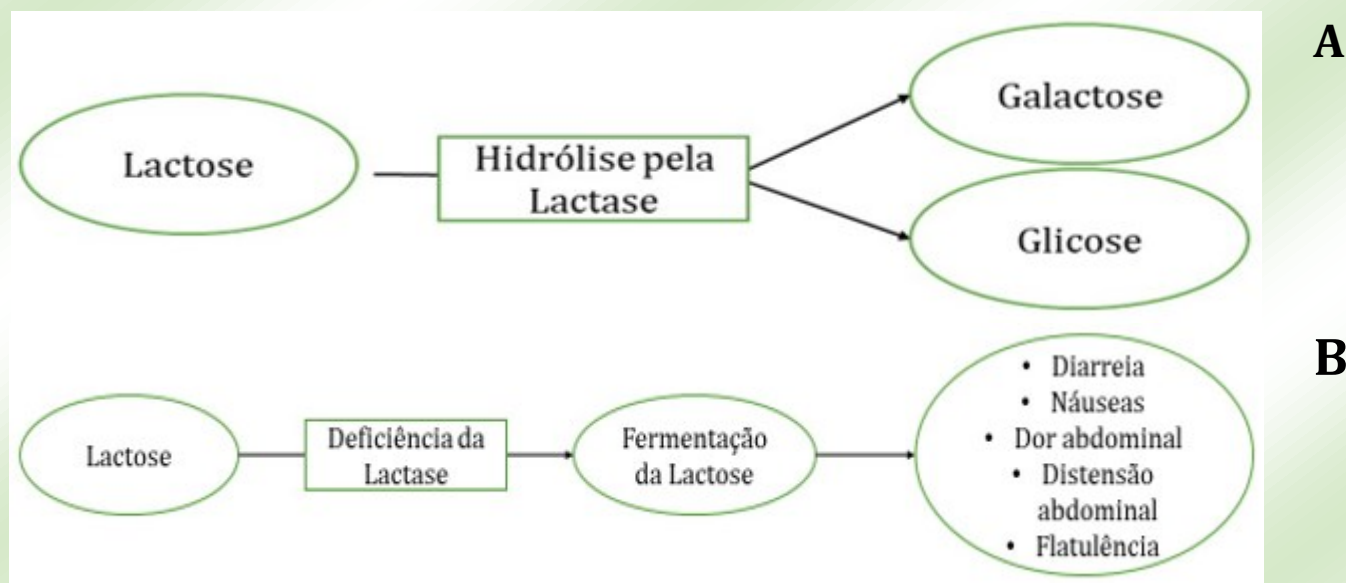 A
Lactose
Hidrólise pela
Lactase
Galactose
Glicose
B
Lactose
Deficiência da
Lactase
Fermentação
da Lactose
• Diarreia
• Náuseas
• Dor abdominal
• Distensão
abdominal
• Flatulência